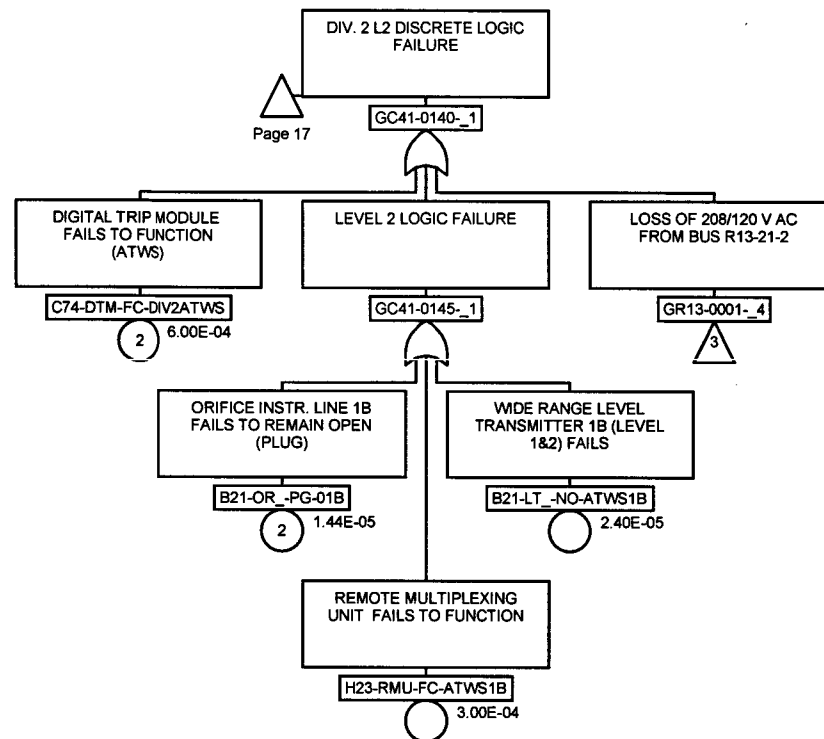 DIV. 2 L2 DISCRETE LOGIC
FAILURE
Page 17
GC41-0140-_1
DIGITAL TRIP MODULE
FAILS TO FUNCTION
(ATWS)
C74-DTM-FC-DIV2ATWS
2
6.00E-04
LEVEL 2 LOGIC FAILURE
GC41-0145-_1
LOSS OF 208/120 V AC
FROM BUS R13-21-2
GR13-0001-_4
3
ORIFICE INSTR. LINE 1B
FAILS TO REMAIN OPEN
(PLUG)
B21-OR_-PG-01B
2
1.44E-05
WIDE RANGE LEVEL
TRANSMITTER 1B (LEVEL
1&2) FAILS
B21-LT_-NO-ATWS1B
2.40E-05
REMOTE MULTIPLEXING
UNIT FAILS TO FUNCTION
H23-RMU-FC-ATWS1B
3.00E-04